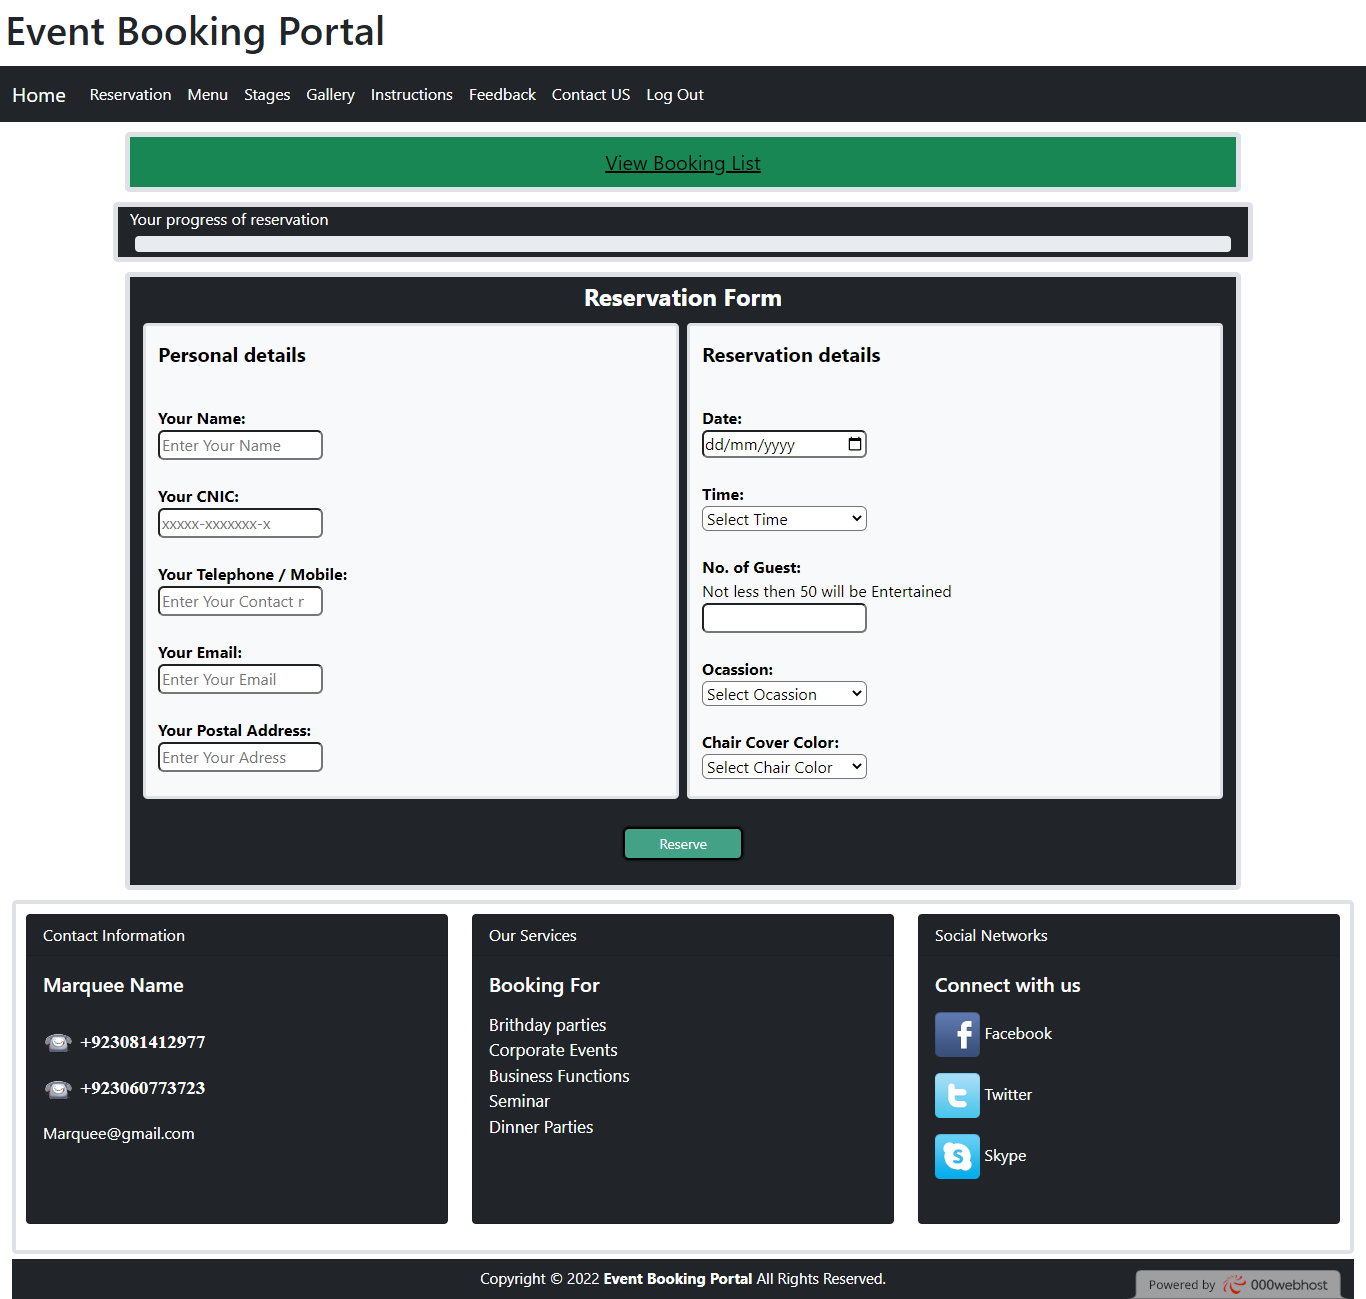 Event Booking Portal
Home Reservation Menu Stages Gallery Instructions Feedback Contact US Log Out
View Booking List
Your progress of reservation
Reservation Form
Personal details
Your Name:
Enter Your Name
Your CNIC:
xxxxx-xxxxxxx-x
Your Telephone / Mobile:
Enter Your Contact r
Your Email:
Enter Your Email
Your Postal Address:
Enter Your Adress
Reservation details
Date:
dd/mm/yyyy
Time:
Select Time
No. of Guest:
Not less then 50 will be Entertained
Ocassion:
Select Ocassion
Chair Cover Color:
Select Chair Color
Reserve
Contact Information
Marquee Name
+923081412977
+923060773723
Marquee@gmail.com
Our Services
Booking For
Brithday parties
Corporate Events
Business Functions
Seminar
Dinner Parties
Social Networks
Connect with us
Facebook
Twitter
Skype
Copyright © 2022 Event Booking Portal All Rights Reserved.
Powered by 000webhost